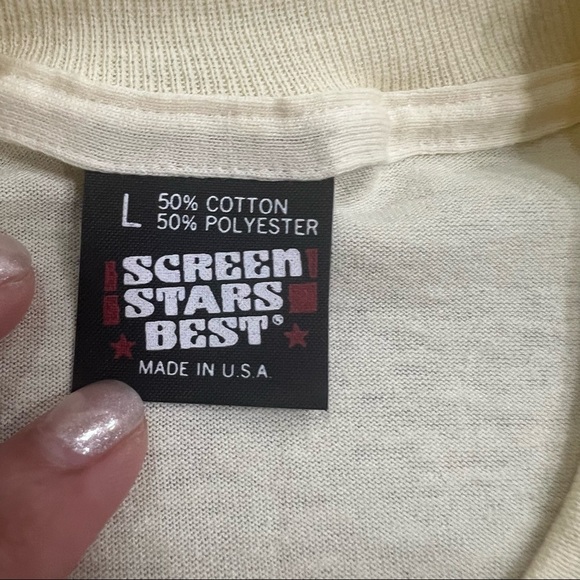 L 50% COTTON
50% POLYESTER
SCREEN
STARS
BEST®
MADE IN U.S.A.